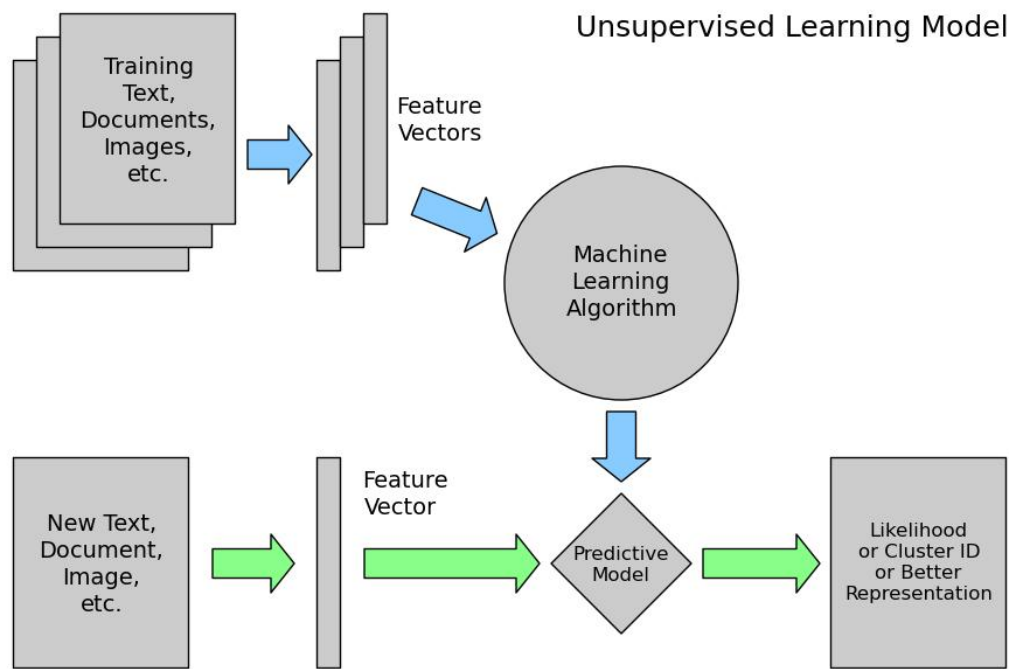 Unsupervised Learning Model
Training
Text,
Documents,
Images,
etc.
Feature
Vectors
Machine
Learning
Algorithm
New Text,
Document,
Image,
etc.
Feature
Vector
Predictive
Model
Likelihood
or Cluster ID
or Better
Representation